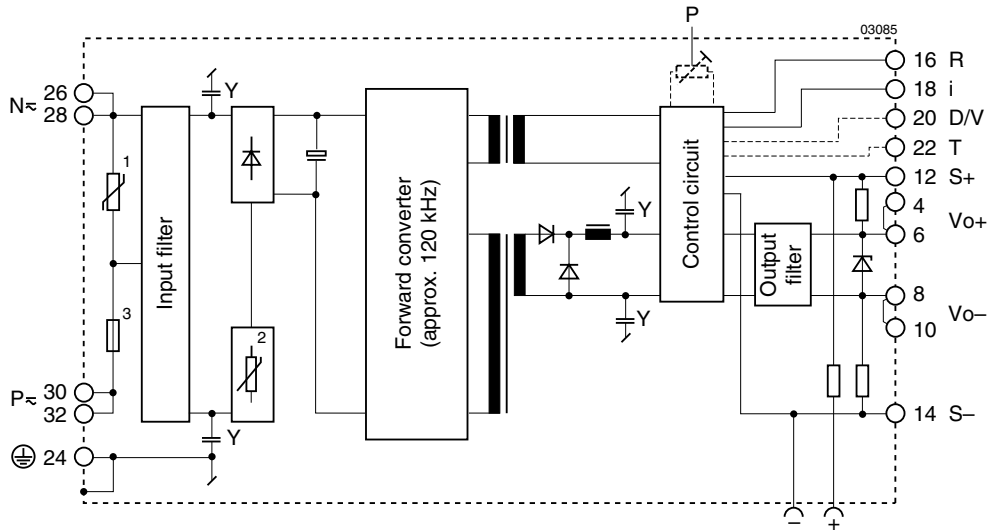 P
03085
N≂
26
28
Y
1
3
Input filter
2
P≂
30
32
24
Y
Forward converter
(approx. 120 kHz)
Y
Y
Control circuit
Output
filter
16 R
18 i
20 D/V
22 T
12 S+
4
Vo+
6
8
Vo–
10
14 S–
– +